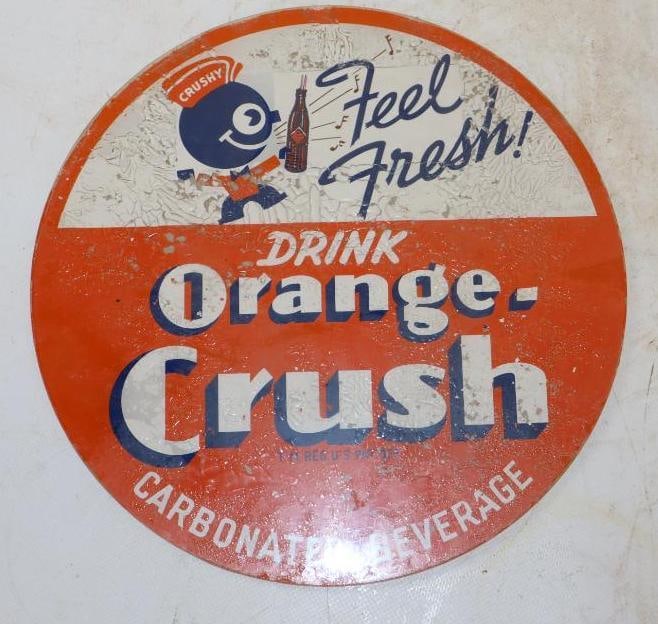 CRUSHY
Feel
Fresh!
DRINK
Orange-
Crush
CARBONATED BEVERAGE